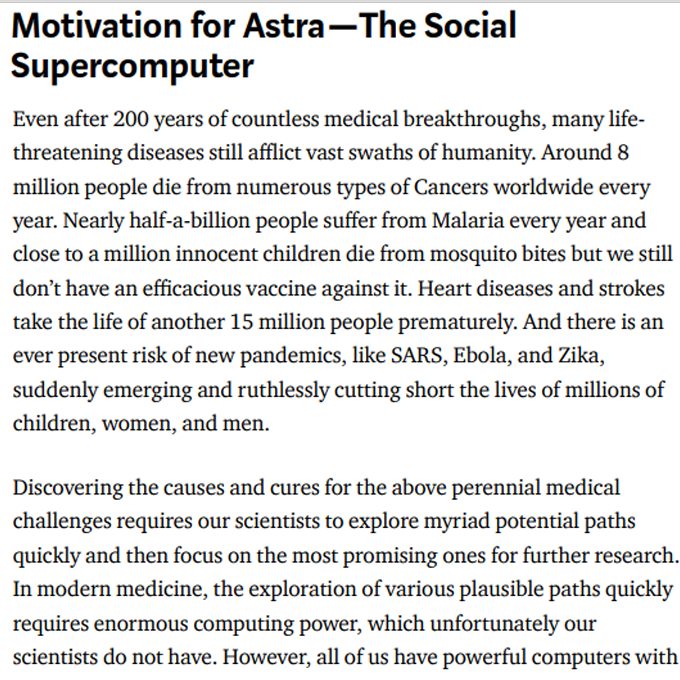 Motivation for Astra—The Social
Supercomputer
Even after 200 years of countless medical breakthroughs, many life-
threatening diseases still afflict vast swaths of humanity. Around 8
million people die from numerous types of Cancers worldwide every
year. Nearly half-a-billion people suffer from Malaria every year and
close to a million innocent children die from mosquito bites but we still
don’t have an efficacious vaccine against it. Heart diseases and strokes
take the life of another 15 million people prematurely. And there is an
ever present risk of new pandemics, like SARS, Ebola, and Zika,
suddenly emerging and ruthlessly cutting short the lives of millions of
children, women, and men.
Discovering the causes and cures for the above perennial medical
challenges requires our scientists to explore myriad potential paths
quickly and then focus on the most promising ones for further research.
In modern medicine, the exploration of various plausible paths quickly
requires enormous computing power, which unfortunately our
scientists do not have. However, all of us have powerful computers with